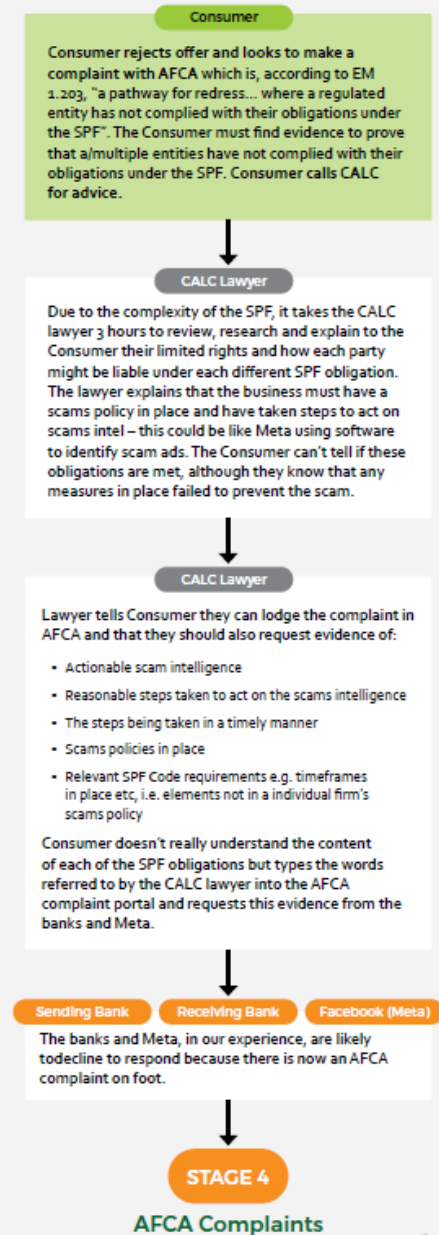 Consumer
Consumer rejects offer and looks to make a
complaint with AFCA which is, according to EM
1.203, “a pathway for redress... where a regulated
entity has not complied with their obligations under
the SPF”. The Consumer must find evidence to prove
that a/multiple entities have not complied with their
obligations under the SPF. Consumer calls CALC
for advice.
CALC Lawyer
Due to the complexity of the SPF, it takes the CALC
lawyer 3 hours to review, research and explain to the
Consumer their limited rights and how each party
might be liable under each different SPF obligation.
The lawyer explains that the business must have a
scams policy in place and have taken steps to act on
scams intel – this could be like Meta using software
to identify scam ads. The Consumer can’t tell if these
obligations are met, although they know that any
measures in place failed to prevent the scam.
CALC Lawyer
Lawyer tells Consumer they can lodge the complaint in
AFCA and that they should also request evidence of:
• Actionable scam intelligence
• Reasonable steps taken to act on the scams intelligence
• The steps being taken in a timely manner
• Scams policies in place
• Relevant SPF Code requirements e.g. timeframes
in place etc, i.e. elements not in a individual firm’s
scams policy
Consumer doesn’t really understand the content
of each of the SPF obligations but types the words
referred to by the CALC lawyer into the AFCA
complaint portal and requests this evidence from the
banks and Meta.
Sending Bank Receiving Bank Facebook (Meta)
The banks and Meta, in our experience, are likely
todecline to respond because there is now an AFCA
complaint on foot.
STAGE 4
AFCA Complaints